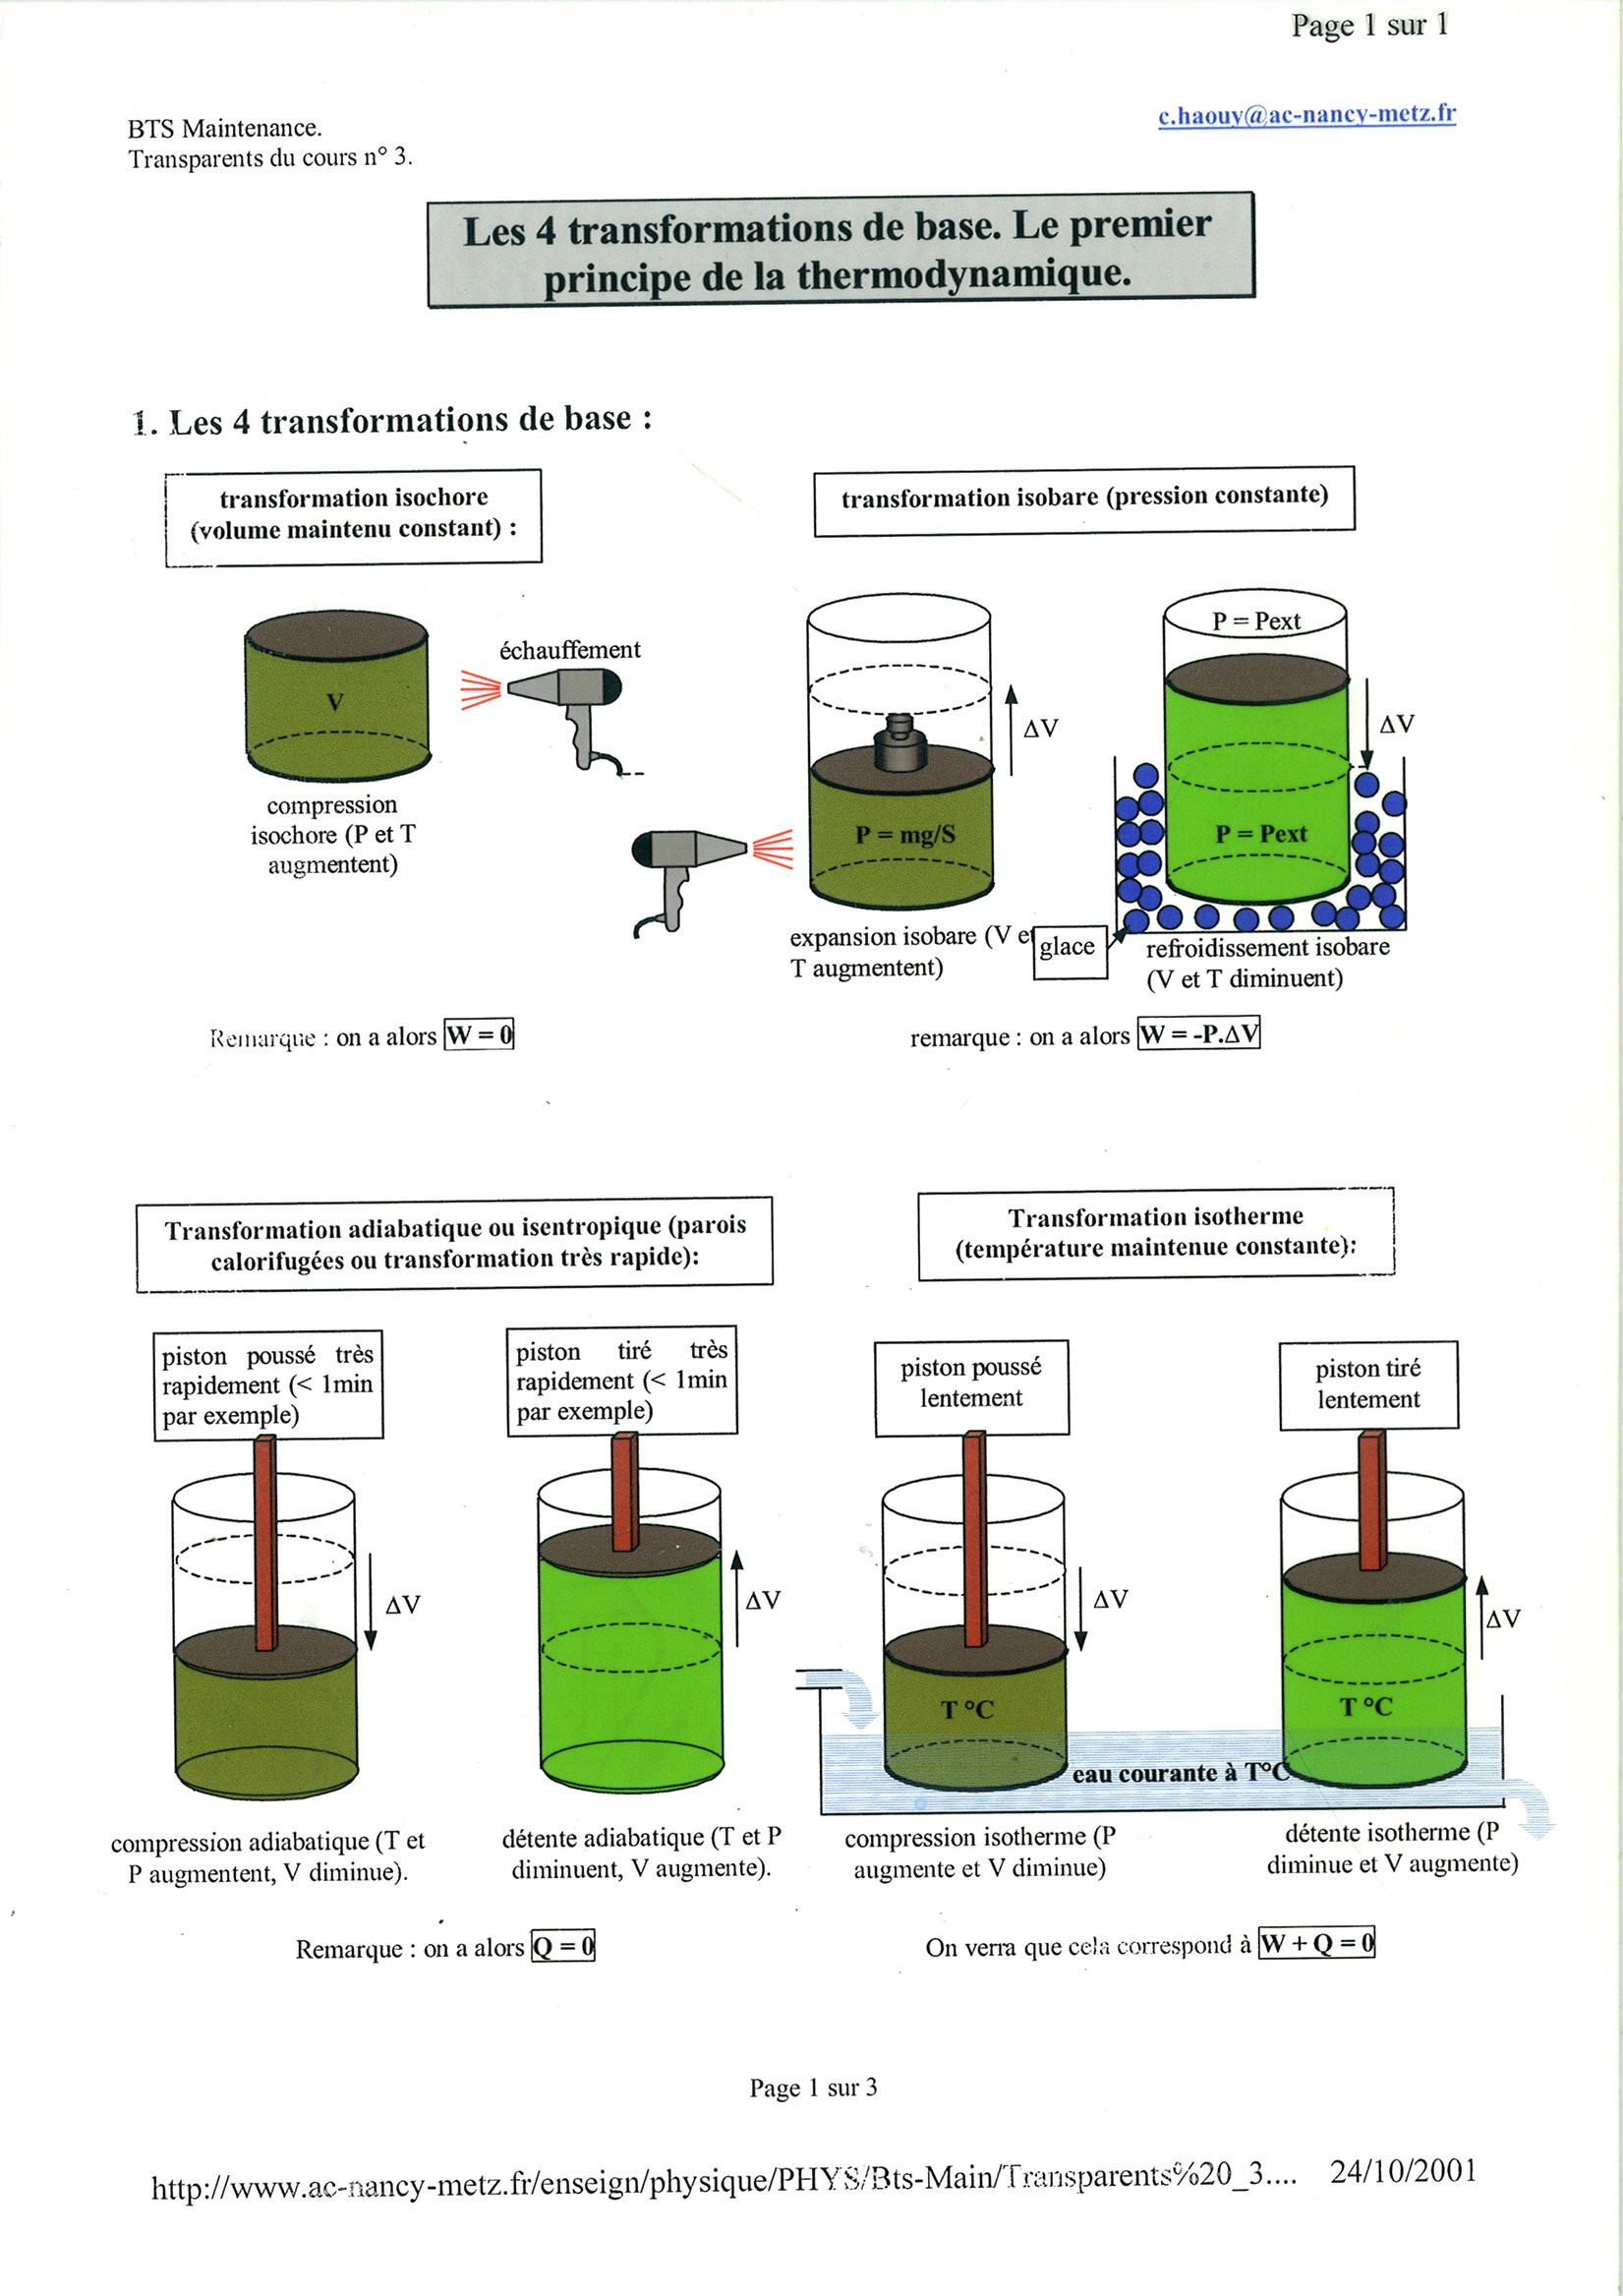 Page 1 sur 1
BTS Maintenance.
Transparents du cours n° 3.
c.haouy@ac-nancy-metz.fr
Les 4 transformations de base. Le premier
principe de la thermodynamique.
1. Les 4 transformations de base :
transformation isochore
(volume maintenu constant) :
transformation isobare (pression constante)
V
échauffement
compression
isochore (P et T
augmentent)
ΔV
P = mg/S
expansion isobare (V et
T augmentent)
P = Pext
ΔV
P = Pext
glace
refroidissement isobare
(V et T diminuent)
Remarque : on a alors W = 0
remarque : on a alors W = -P.ΔV
Transformation adiabatique ou isentropique (parois
calorifugées ou transformation très rapide):
Transformation isotherme
(température maintenue constante):
piston poussé très
rapidement (< 1min
par exemple)
piston tiré très
rapidement (< 1min
par exemple)
piston poussé
lentement
piston tiré
lentement
ΔV
ΔV
ΔV
ΔV
T °C
T °C
eau courante à T°C
compression adiabatique (T et
P augmentent, V diminue).
détente adiabatique (T et P
diminuent, V augmente).
compression isotherme (P
augmente et V diminue)
détente isotherme (P
diminue et V augmente)
Remarque : on a alors Q = 0
On verra que cela correspond à W + Q = 0
Page 1 sur 3
http://www.ac-nancy-metz.fr/enseign/physique/PHYS/Bts-Main/Transparents%20_3.... 24/10/2001